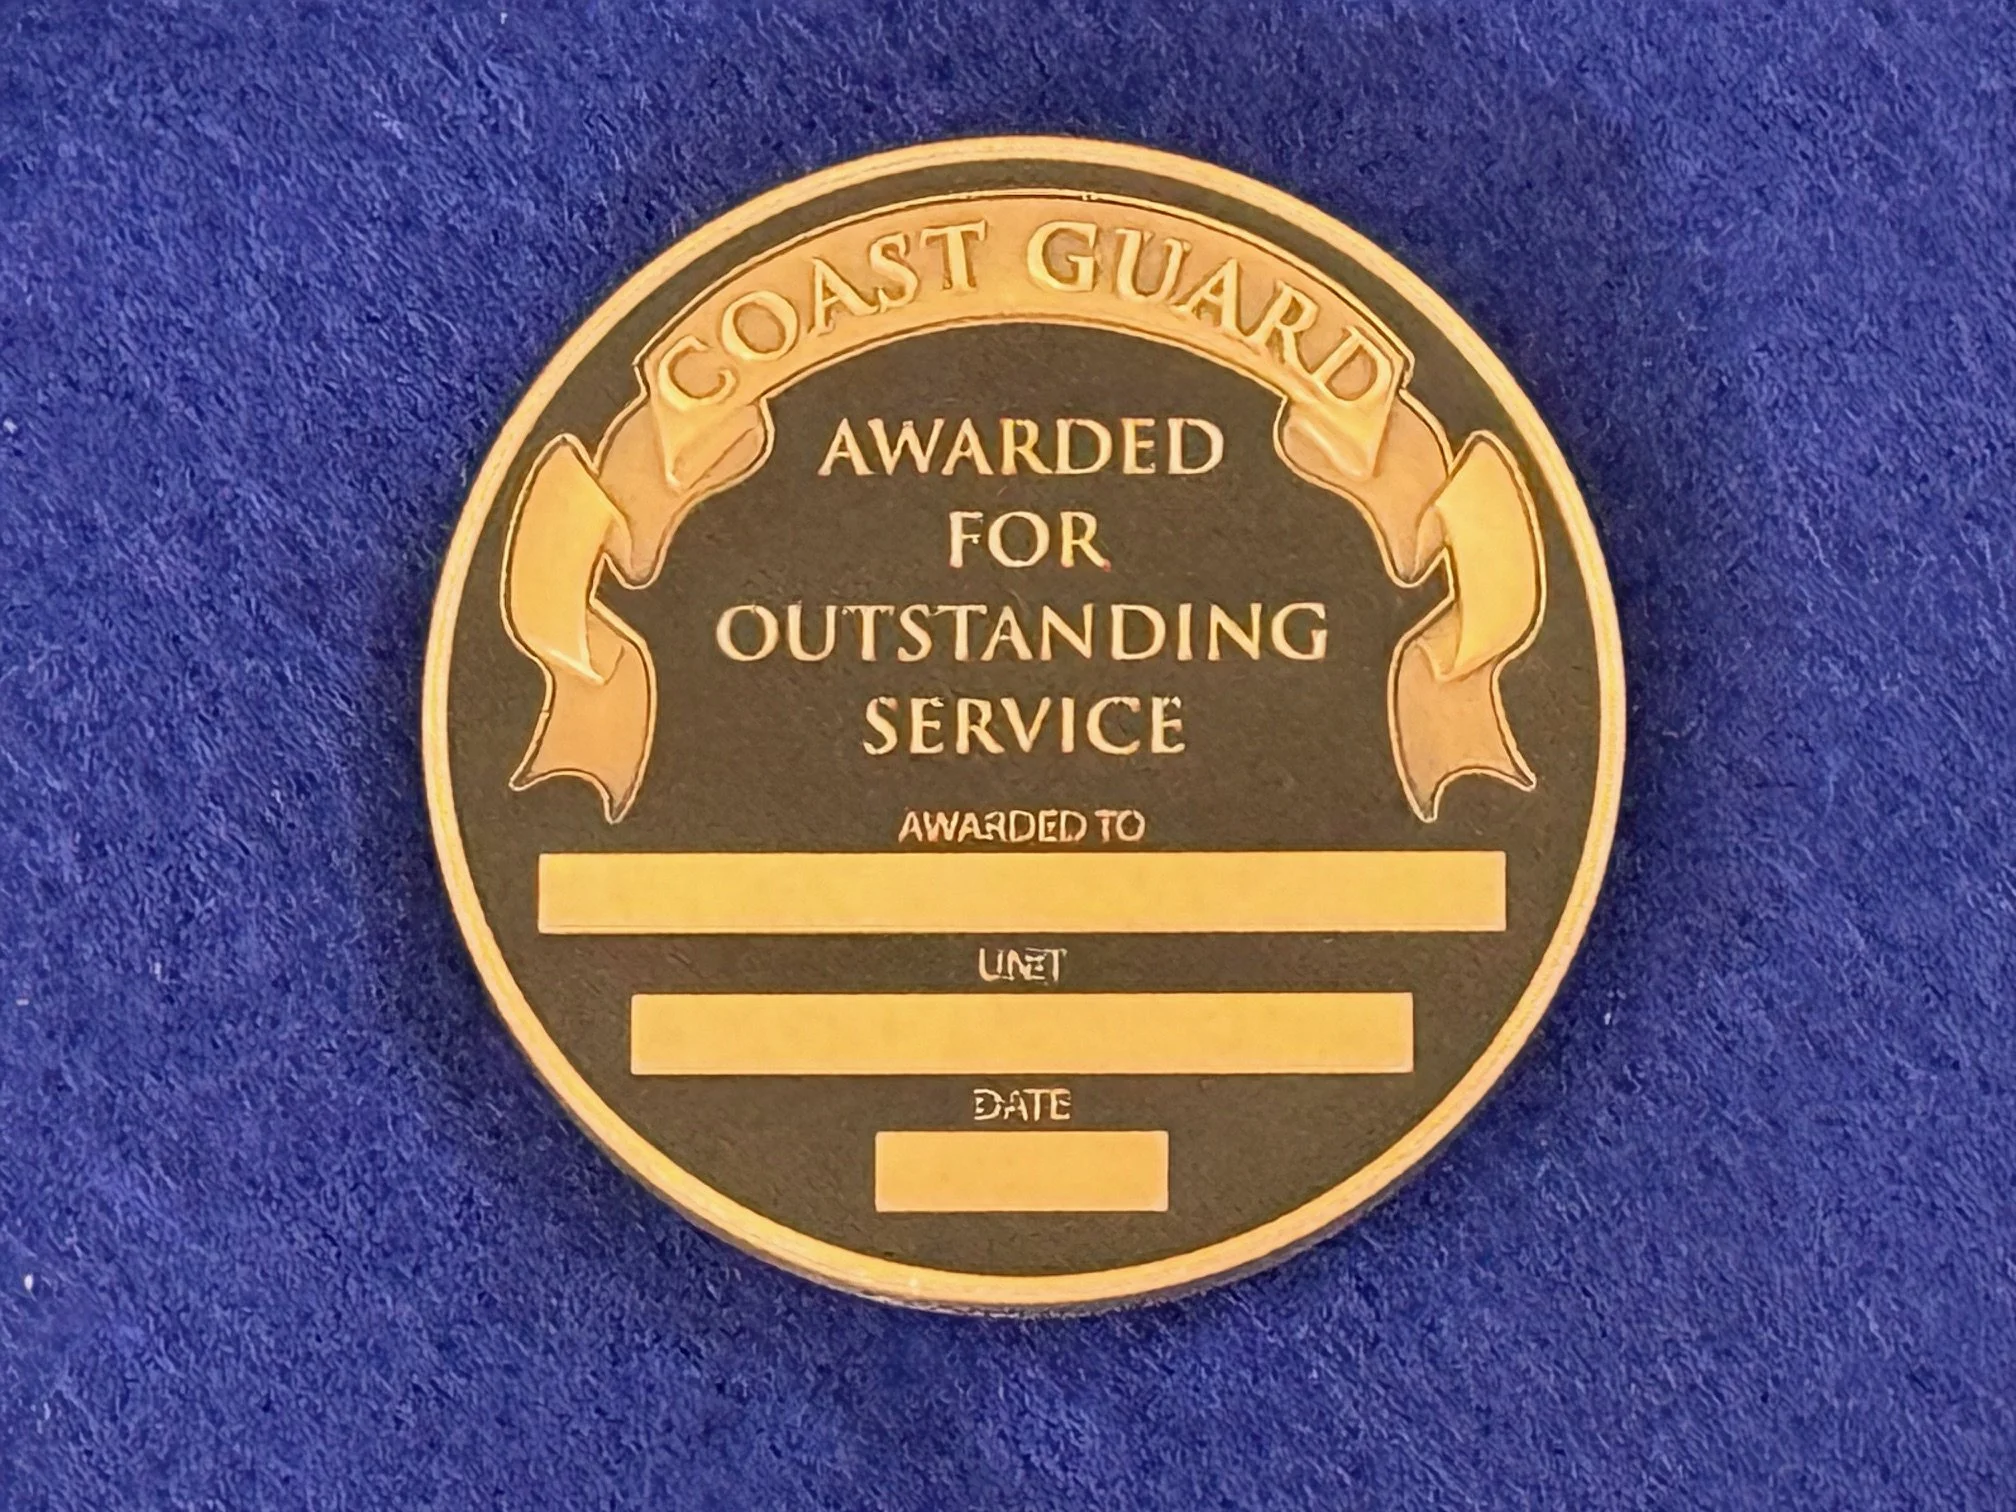 COAST GUARD
AWARDED
FOR
OUTSTANDING
SERVICE
AWARDED TO
UNIT
DATE